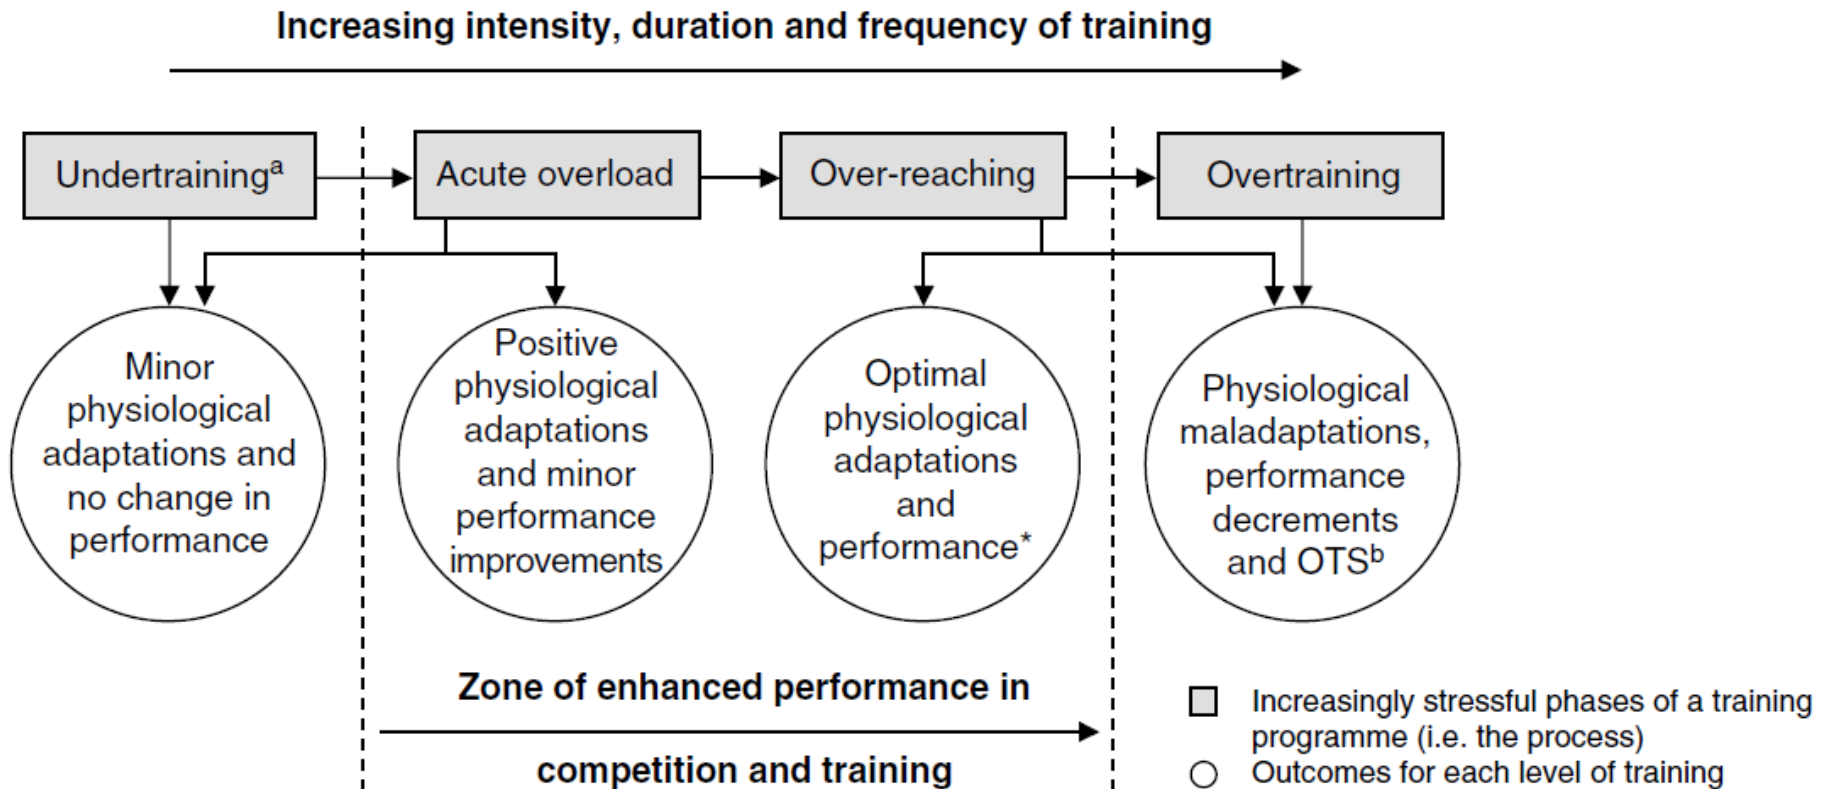 Increasing intensity, duration and frequency of training
Undertrainingᵃ
Acute overload
Over-reaching
Overtraining
Minor
physiological
adaptations and
no change in
performance
Positive
physiological
adaptations
and minor
performance
improvements
Optimal
physiological
adaptations
and
performance*
Physiological
maladaptations,
performance
decrements
and OTSᵇ
Zone of enhanced performance in
competition and training
Increasingly stressful phases of a training
programme (i.e. the process)
Outcomes for each level of training